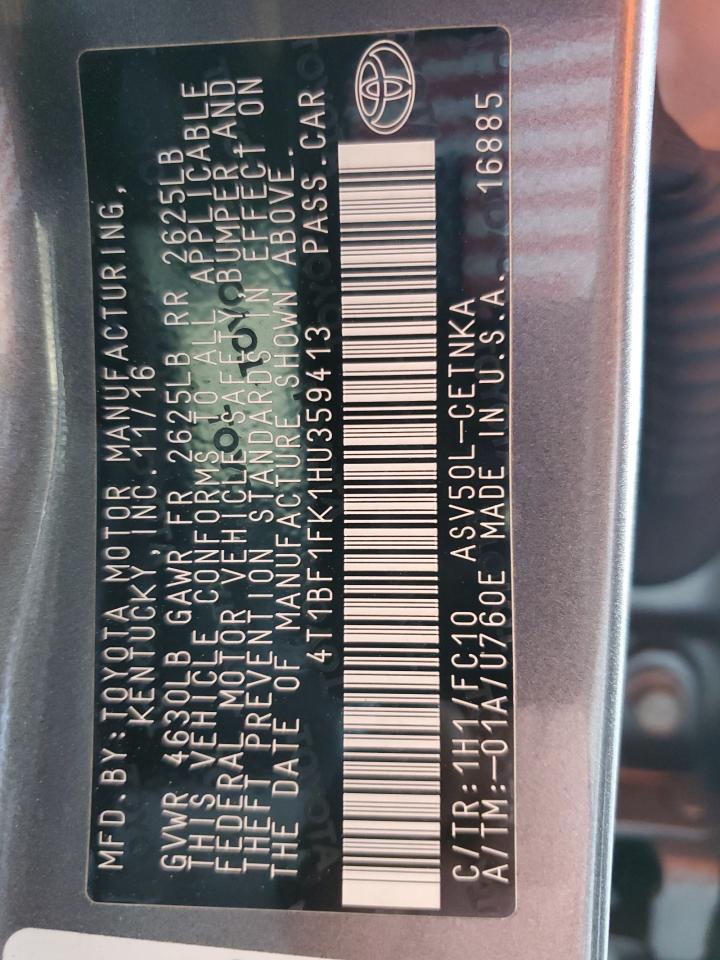 MFD.BY:TOYOTA MOTOR MANUFACTURING,
KENTUCKY, INC. 11/16
GVWR 4630LB GAWR FR 2625LB RR 2625LB
THIS VEHICLE CONFORMS TO ALL APPLICABLE
FEDERAL MOTOR VEHICLE SAFETY, BUMPER, AND
THEFT PREVENTION STANDARDS IN EFFECT ON
THE DATE OF MANUFACTURE SHOWN ABOVE.
4T1BF1FK1HU359413 PASS.CAR
C/TR:1H1/FC10 ASV50L-CETNKA
A/TM:-01A/U760E MADE IN U.S.A. 16885